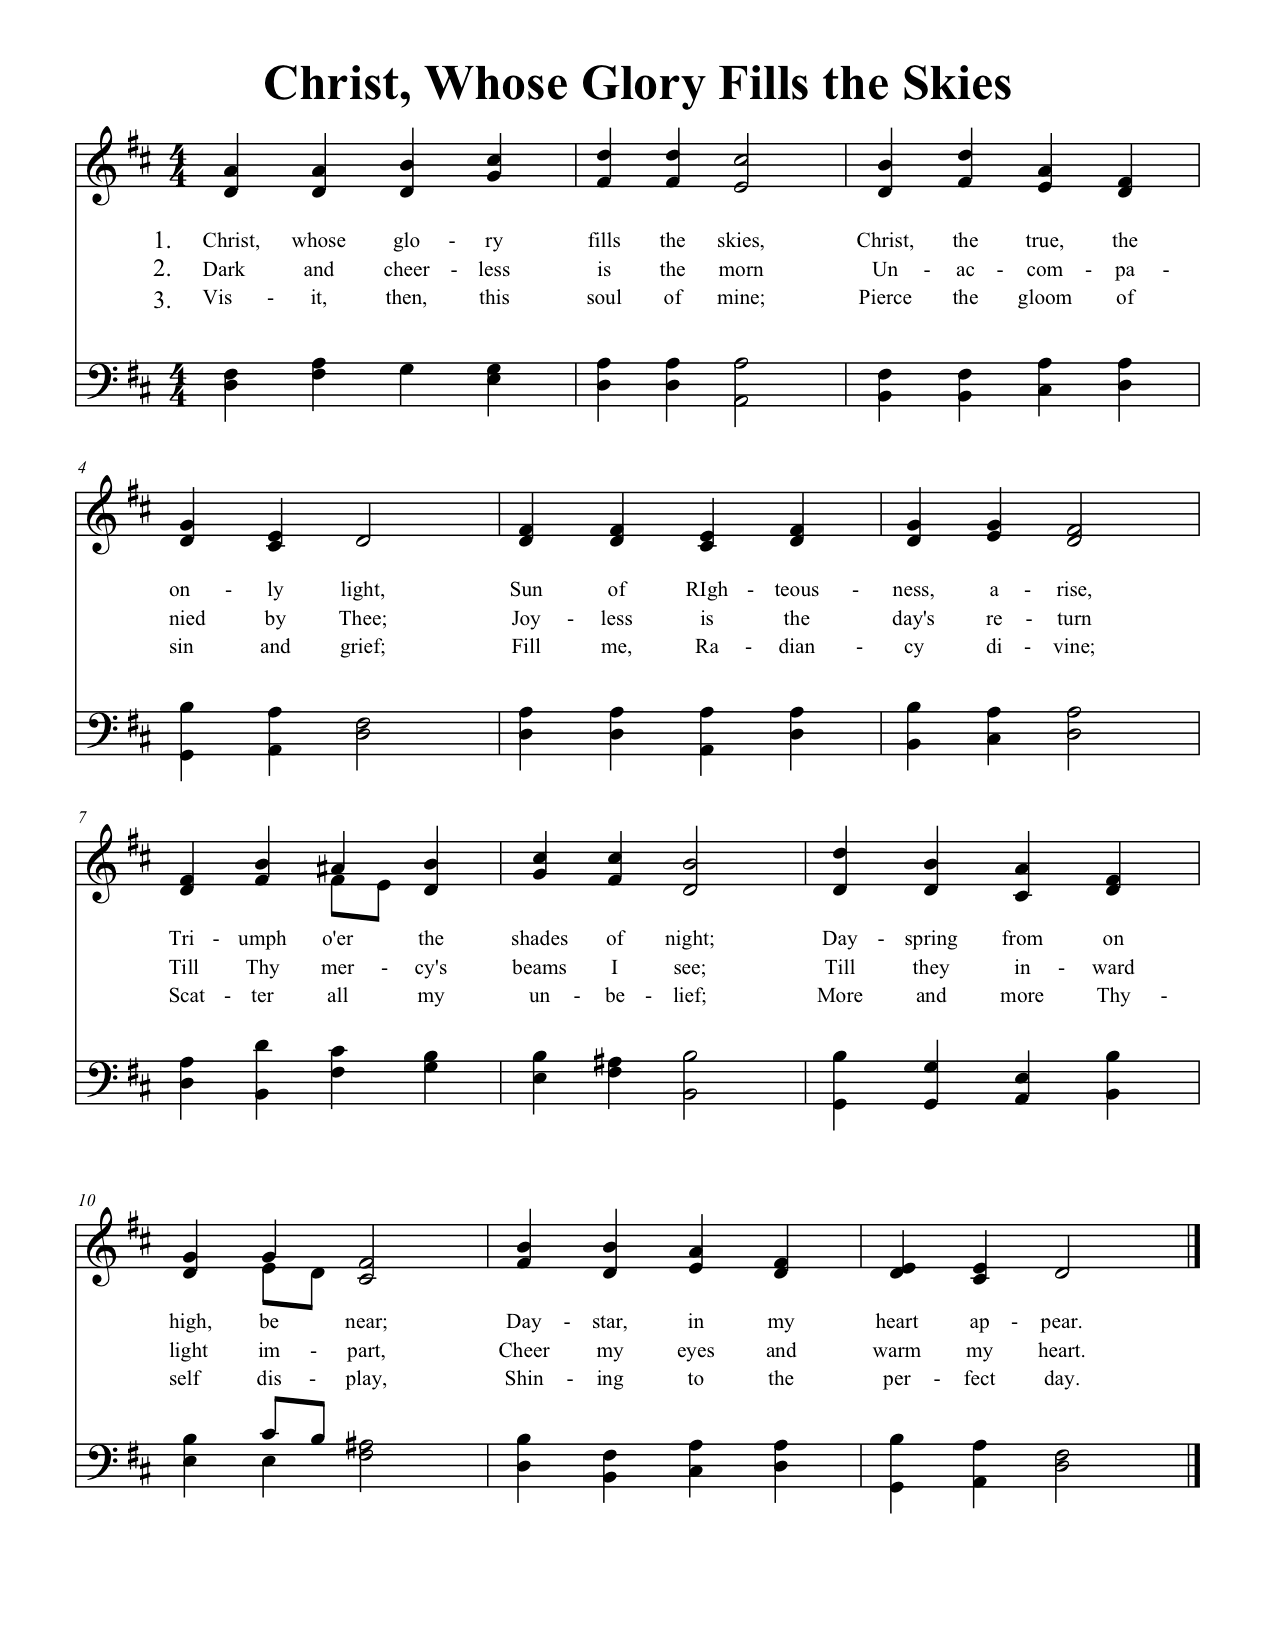 Christ, Whose Glory Fills the Skies
4
4
1. Christ, whose glo - ry fills the skies, Christ, the true, the
2. Dark and cheer - less is the morn Un - ac - com - pa -
3. Vis - it, then, this soul of mine; Pierce the gloom of
4
4
4
on - ly light, Sun of RIgh - teous - ness, a - rise,
nied by Thee; Joy - less is the day's re - turn
sin and grief; Fill me, Ra - dian - cy di - vine;
7
Tri - umph o'er the shades of night; Day - spring from on
Till Thy mer - cy's beams I see; Till they in - ward
Scat - ter all my un - be - lief; More and more Thy -
10
high, be near; Day - star, in my heart ap - pear.
light im - part, Cheer my eyes and warm my heart.
self dis - play, Shin - ing to the per - fect day.